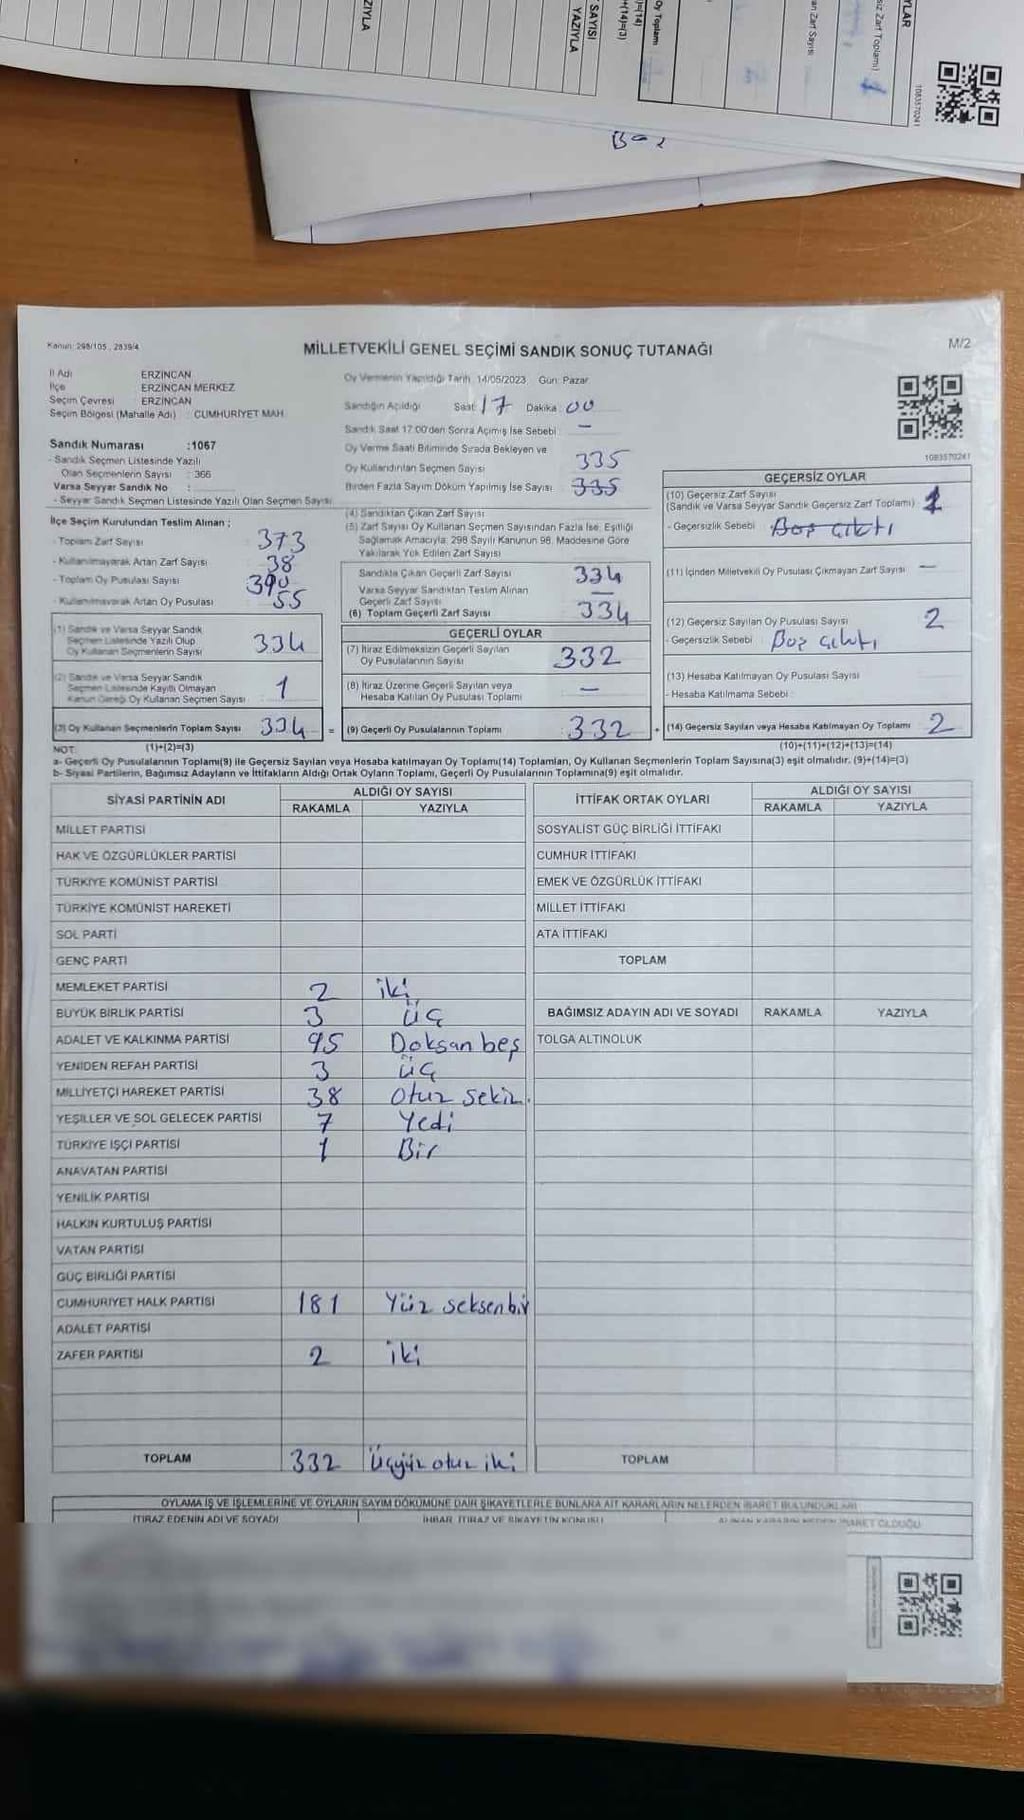 YAZIYLA
SAYISI
YAZIYLA
+(14)=(3)
=(14)
Oy Toplam
an Zarf Sayısı
siz Zarf Toplamı)
YLAR
1083570241
Kanun: 298/105 , 2839/4
MİLLETVEKİLİ GENEL SEÇİMİ SANDIK SONUÇ TUTANAĞI
M/2
İl Adı ERZİNCAN
İlçe ERZİNCAN MERKEZ
Seçim Çevresi ERZİNCAN
Seçim Bölgesi (Mahalle Adı) : CUMHURİYET MAH.
Oy Vermenin Yapıldığı Tarih: 14/05/2023 Gün: Pazar
Sandığın Açıldığı Saat: 17 Dakika: 00
Sandık Saat 17:00'den Sonra Açımış İse Sebebi: -
Oy Verme Saati Bitiminde Sırada Bekleyen ve
Oy Kullandırılan Seçmen Sayısı 335
Birden Fazla Sayım Döküm Yapılmış İse Sayısı 335
1083570241
Sandık Numarası :1067
- Sandık Seçmen Listesinde Yazılı
Olan Seçmenlerin Sayısı : 366
Varsa Seyyar Sandık No :
- Seyyar Sandık Seçmen Listesinde Yazılı Olan Seçmen Sayısı
İlçe Seçim Kurulundan Teslim Alınan ;
- Toplam Zarf Sayısı 373
- Kullanılmayarak Artan Zarf Sayısı 38
- Toplam Oy Pusulası Sayısı 390
- Kullanılmayarak Artan Oy Pusulası 55
(1) Sandık ve Varsa Seyyar Sandık
Seçmen Listesinde Yazılı Olup
Oy Kullanan Seçmenlerin Sayısı 334
(2) Sandık ve Varsa Seyyar Sandık
Seçmen Listesinde Kayıtlı Olmayan
Kanun Gereği Oy Kullanan Seçmen Sayısı 1
(3) Oy Kullanan Seçmenlerin Toplam Sayısı 334 =
(1)+(2)=(3)
(4) Sandıktan Çıkan Zarf Sayısı
(5) Zarf Sayısı Oy Kullanan Seçmen Sayısından Fazla İse, Eşitliği
Sağlamak Amacıyla; 298 Sayılı Kanunun 98. Maddesine Göre
Yakılarak Yok Edilen Zarf Sayısı
Sandıkta Çıkan Geçerli Zarf Sayısı 334
Varsa Seyyar Sandıktan Teslim Alınan
Geçerli Zarf Sayısı -
(6) Toplam Geçerli Zarf Sayısı 334
GEÇERLİ OYLAR
(7) İtiraz Edilmeksizin Geçerli Sayılan
Oy Pusulalarının Sayısı 332
(8) İtiraz Üzerine Geçerli Sayılan veya
Hesaba Katılan Oy Pusulası Toplamı -
(9) Geçerli Oy Pusulalarının Toplamı 332 +
GEÇERSİZ OYLAR
(10) Geçersiz Zarf Sayısı
(Sandık ve Varsa Seyyar Sandık Geçersiz Zarf Toplamı)
- Geçersizlik Sebebi Boş çıktı
(11) İçinden Milletvekili Oy Pusulası Çıkmayan Zarf Sayısı -
(12) Geçersiz Sayılan Oy Pusulası Sayısı 2
- Geçersizlik Sebebi Boş çıktı
(13) Hesaba Katılmayan Oy Pusulası Sayısı
- Hesaba Katılmama Sebebi :
(14) Geçersiz Sayılan veya Hesaba Katılmayan Oy Toplamı 2
(10)+(11)+(12)+(13)=(14)
NOT:
a- Geçerli Oy Pusulalarının Toplamı(9) ile Geçersiz Sayılan veya Hesaba katılmayan Oy Toplamı(14) Toplamları, Oy Kullanan Seçmenlerin Toplam Sayısına(3) eşit olmalıdır. (9)+(14)=(3)
b- Siyasi Partilerin, Bağımsız Adayların ve İttifakların Aldığı Ortak Oyların Toplamı, Geçerli Oy Pusulalarının Toplamına(9) eşit olmalıdır.
SİYASİ PARTİNİN ADI ALDIĞI OY SAYISI
RAKAMLA YAZIYLA
MİLLET PARTİSİ
HAK VE ÖZGÜRLÜKLER PARTİSİ
TÜRKİYE KOMÜNİST PARTİSİ
TÜRKİYE KOMÜNİST HAREKETİ
SOL PARTİ
GENÇ PARTİ
MEMLEKET PARTİSİ 2 iki
BÜYÜK BİRLİK PARTİSİ 3 üç
ADALET VE KALKINMA PARTİSİ 95 Doksan beş
YENİDEN REFAH PARTİSİ 3 üç
MİLLİYETÇİ HAREKET PARTİSİ 38 otuz sekiz.
YEŞİLLER VE SOL GELECEK PARTİSİ 7 Yedi
TÜRKİYE İŞÇİ PARTİSİ 1 Bir
ANAVATAN PARTİSİ
YENİLİK PARTİSİ
HALKIN KURTULUŞ PARTİSİ
VATAN PARTİSİ
GÜÇ BİRLİĞİ PARTİSİ
CUMHURİYET HALK PARTİSİ 181 Yüz seksen bir
ADALET PARTİSİ
ZAFER PARTİSİ 2 iki
TOPLAM 332 Üçyüz otuz iki
İTTİFAK ORTAK OYLARI ALDIĞI OY SAYISI
RAKAMLA YAZIYLA
SOSYALİST GÜÇ BİRLİĞİ İTTİFAKI
CUMHUR İTTİFAKI
EMEK VE ÖZGÜRLÜK İTTİFAKI
MİLLET İTTİFAKI
ATA İTTİFAKI
TOPLAM
BAĞIMSIZ ADAYIN ADI VE SOYADI RAKAMLA YAZIYLA
TOLGA ALTINOLUK
TOPLAM
OYLAMA İŞ VE İŞLEMLERİNE VE OYLARIN SAYIM DÖKÜMÜNE DAİR ŞİKAYETLERLE BUNLARA AİT KARARLARIN NELERDEN İBARET BULUNDUKLARI
İTİRAZ EDENİN ADI VE SOYADI İHBAR, İTİRAZ VE ŞİKAYETİN KONUSU ALINAN KARARIN NEDEN İBARET OLDUĞU